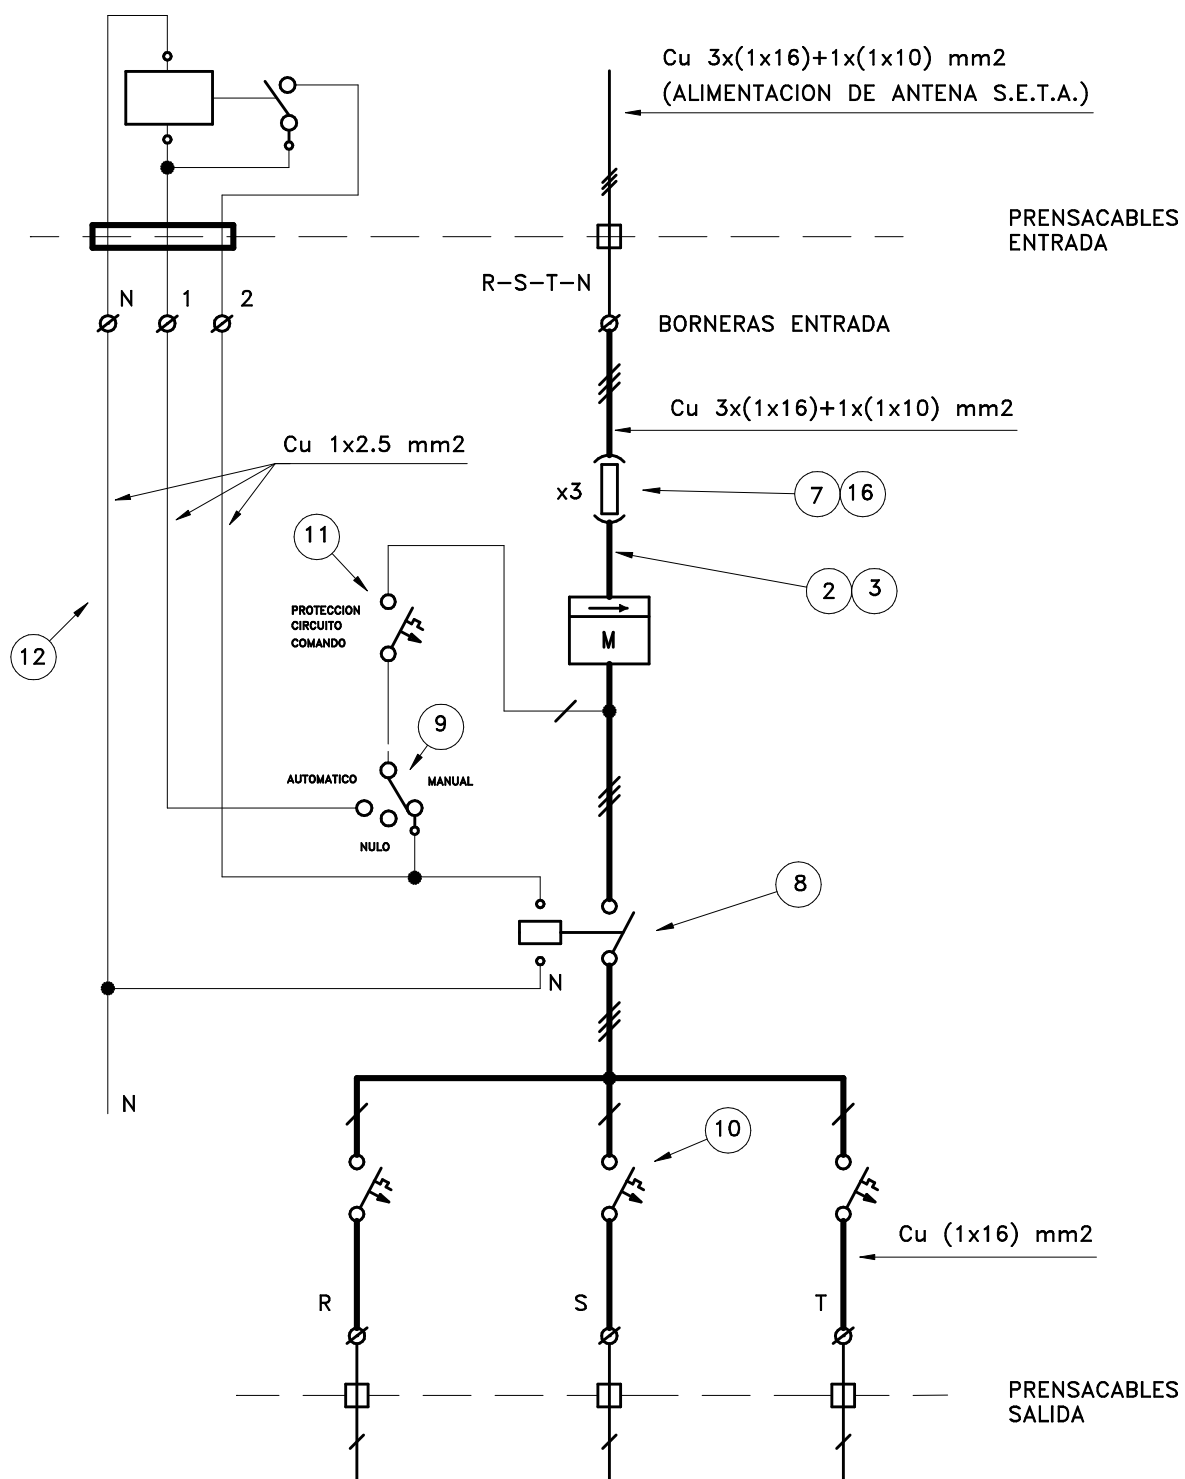 Cu 3x(1x16)+1x(1x10) mm2
(ALIMENTACION DE ANTENA S.E.T.A.)
PRENSACABLES
ENTRADA
R-S-T-N
N
1
2
BORNERAS ENTRADA
Cu 3x(1x16)+1x(1x10) mm2
Cu 1x2.5 mm2
x3
7
16
11
2
3
PROTECCION
CIRCUITO
COMANDO
M
12
9
AUTOMATICO
MANUAL
NULO
8
N
N
10
Cu (1x16) mm2
R
S
T
PRENSACABLES
SALIDA